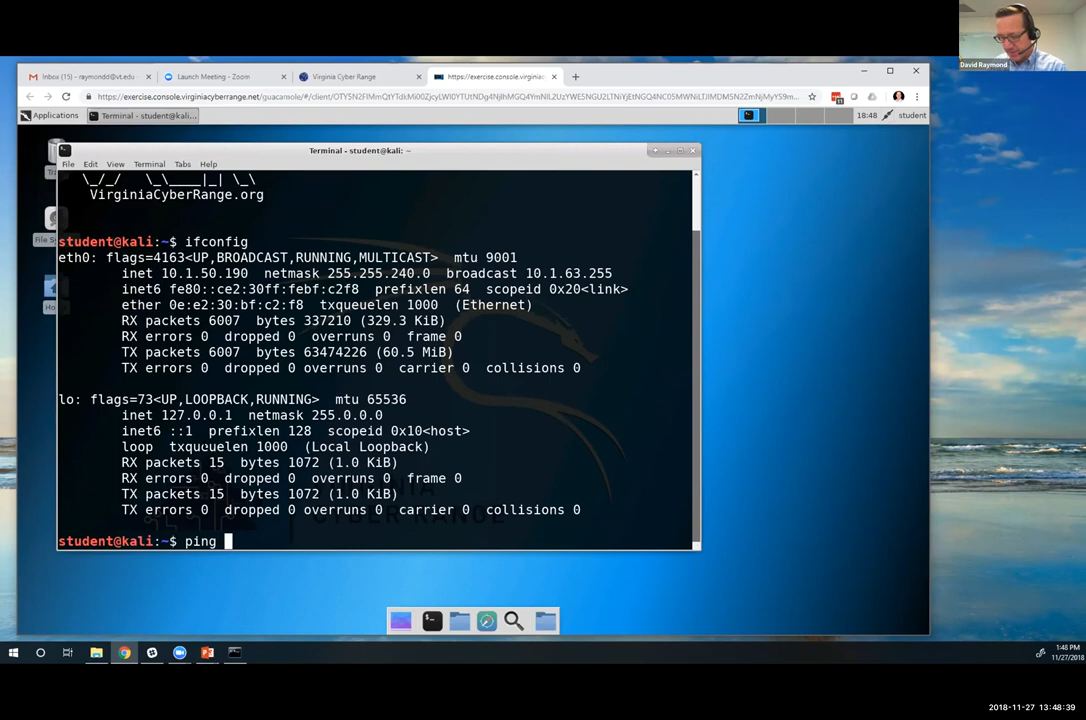 David Raymond
Inbox (15) - raymondd@vt.edu
Launch Meeting - Zoom
Virginia Cyber Range
https://exercise.console.virginiacyberrange.net
Applications
Terminal - student@kali:...
18:48
student
Terminal - student@kali: ~
File Edit View Terminal Tabs Help
\_/_/ \_\____|_| \_\
VirginiaCyberRange.org
student@kali:~$ ifconfig
eth0: flags=4163<UP,BROADCAST,RUNNING,MULTICAST> mtu 9001
inet 10.1.50.190 netmask 255.255.240.0 broadcast 10.1.63.255
inet6 fe80::ce2:30ff:febf:c2f8 prefixlen 64 scopeid 0x20<link>
ether 0e:e2:30:bf:c2:f8 txqueuelen 1000 (Ethernet)
RX packets 6007 bytes 337210 (329.3 KiB)
RX errors 0 dropped 0 overruns 0 frame 0
TX packets 6007 bytes 63474226 (60.5 MiB)
TX errors 0 dropped 0 overruns 0 carrier 0 collisions 0
lo: flags=73<UP,LOOPBACK,RUNNING> mtu 65536
inet 127.0.0.1 netmask 255.0.0.0
inet6 ::1 prefixlen 128 scopeid 0x10<host>
loop txqueuelen 1000 (Local Loopback)
RX packets 15 bytes 1072 (1.0 KiB)
RX errors 0 dropped 0 overruns 0 frame 0
TX packets 15 bytes 1072 (1.0 KiB)
TX errors 0 dropped 0 overruns 0 carrier 0 collisions 0
student@kali:~$ ping
1:48 PM
11/27/2018
2018-11-27 13:48:39